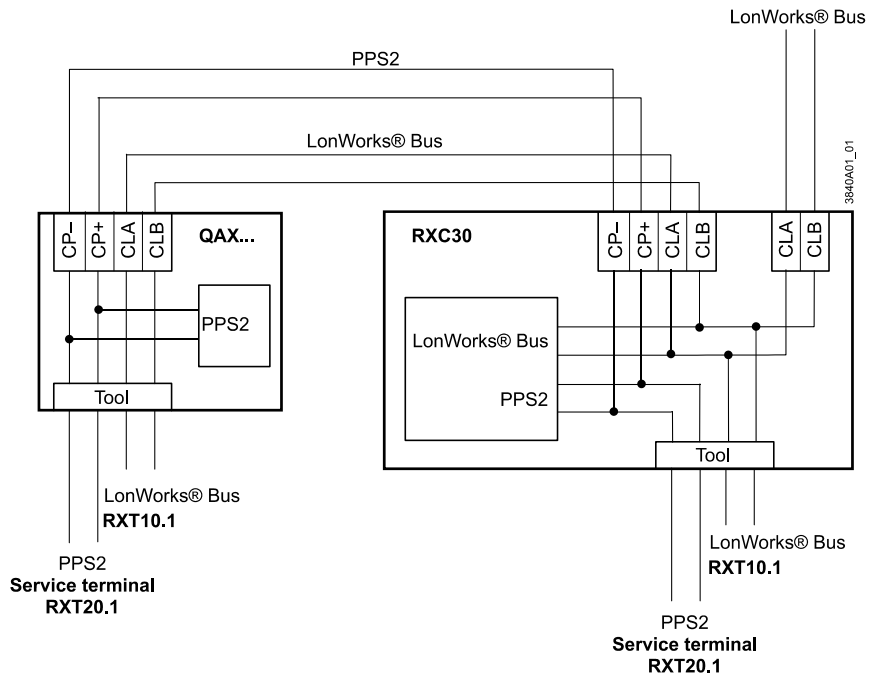 LonWorks® Bus
PPS2
LonWorks® Bus
3840A01_01
CP– CP+ CLA CLB
QAX...
RXC30
CP– CP+ CLA CLB
CLA CLB
PPS2
LonWorks® Bus
PPS2
Tool
Tool
LonWorks® Bus
RXT10.1
PPS2
Service terminal
RXT20.1
LonWorks® Bus
RXT10.1
PPS2
Service terminal
RXT20.1